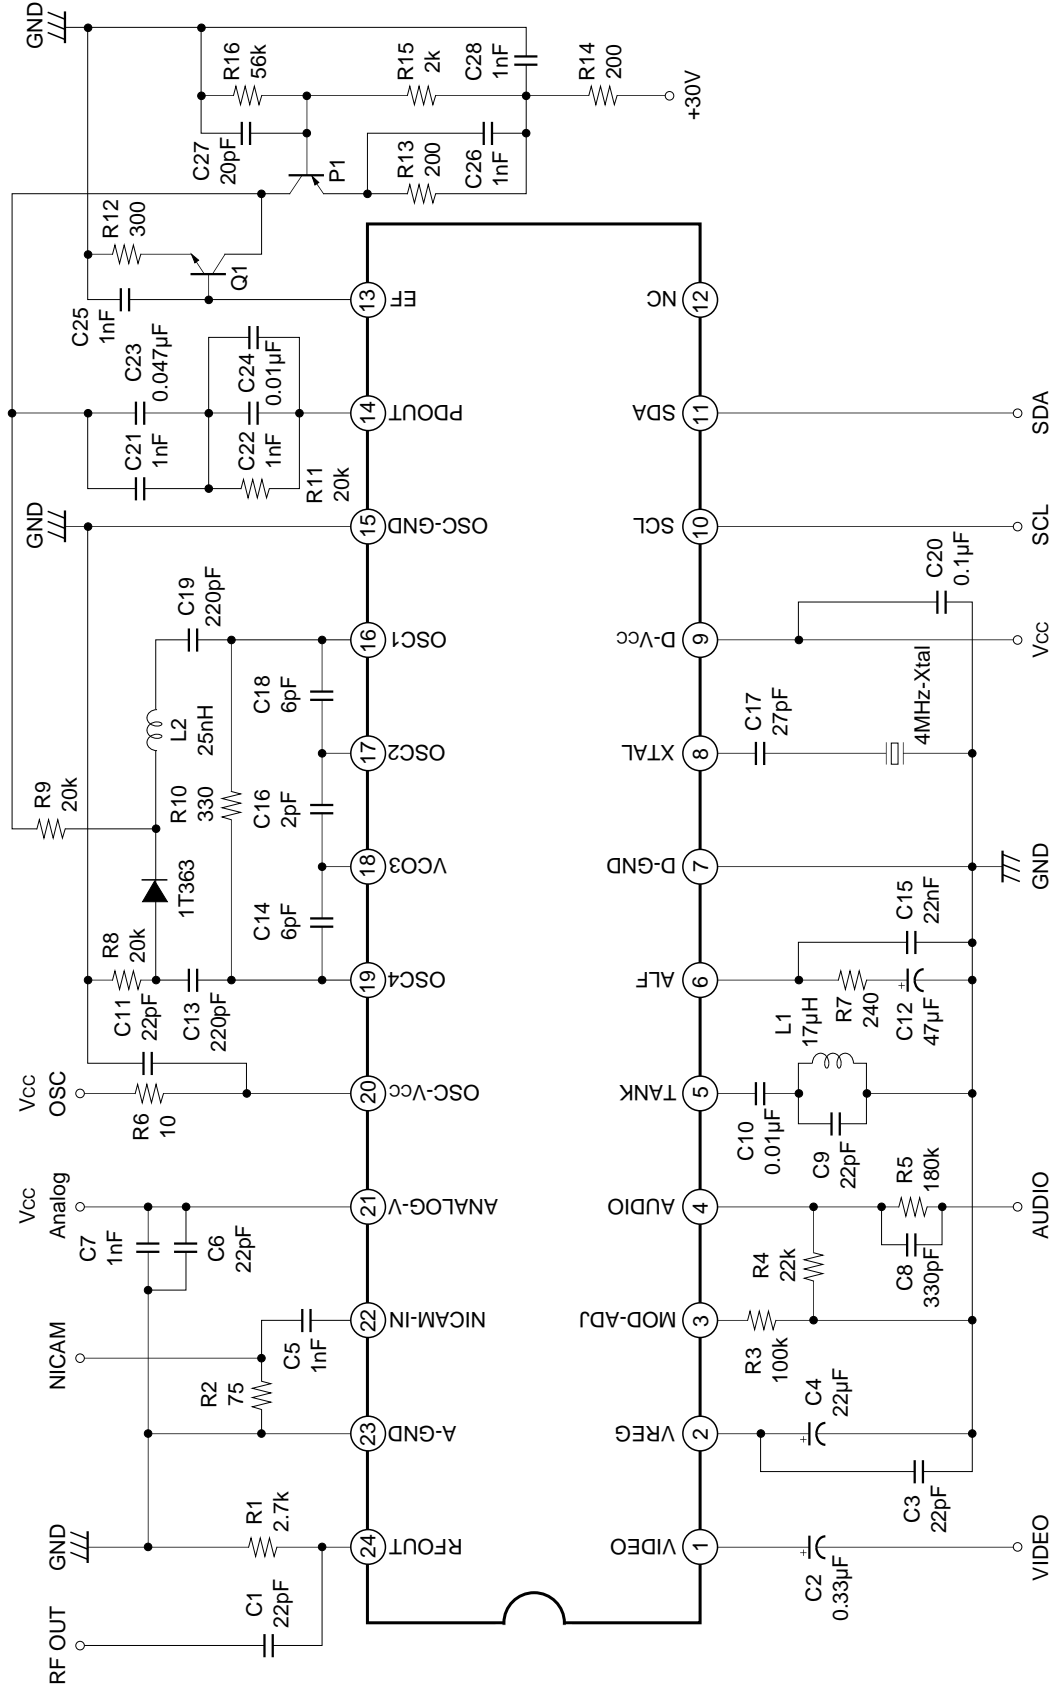 GND
R16
56k
R15
2k
C28
1nF
R14
200
+30V
C27
20pF
P1
R13
200
C26
1nF
R12
300
Q1
C25
1nF
13
EF
NC
12
C23
0.047µF
C24
0.01µF
C21
1nF
C22
1nF
R11
20k
14
PDOUT
SDA
11
SDA
GND
15
OSC-GND
SCL
10
SCL
C19
220pF
16
OSC1
D-Vcc
9
C20
0.1µF
Vcc
L2
25nH
C18
6pF
17
OSC2
XTAL
8
C17
27pF
4MHz-Xtal
R9
20k
R10
330
C16
2pF
18
VCO3
D-GND
7
GND
1T363
C14
6pF
R8
20k
C13
220pF
19
OSC4
ALF
6
C15
22nF
R7
240
C12
47µF
+
C11
22pF
L1
17µH
Vcc
OSC
R6
10
20
OSC-Vcc
TANK
5
C10
0.01µF
C9
22pF
Vcc
Analog
C7
1nF
C6
22pF
21
ANALOG-V
AUDIO
4
R5
180k
C8
330pF
AUDIO
R4
22k
NICAM
C5
1nF
22
NICAM-IN
MOD-ADJ
3
R3
100k
R2
75
23
A-GND
VREG
2
C4
22µF
+
C3
22pF
GND
R1
2.7k
24
RFOUT
VIDEO
1
C2
0.33µF
+
VIDEO
RF OUT
C1
22pF